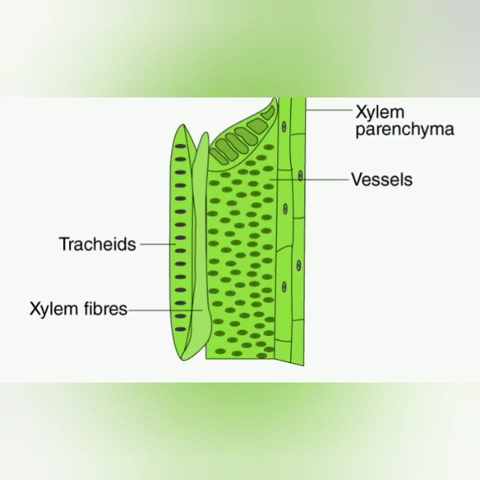 Xylem
parenchyma
Vessels
Tracheids
Xylem fibres